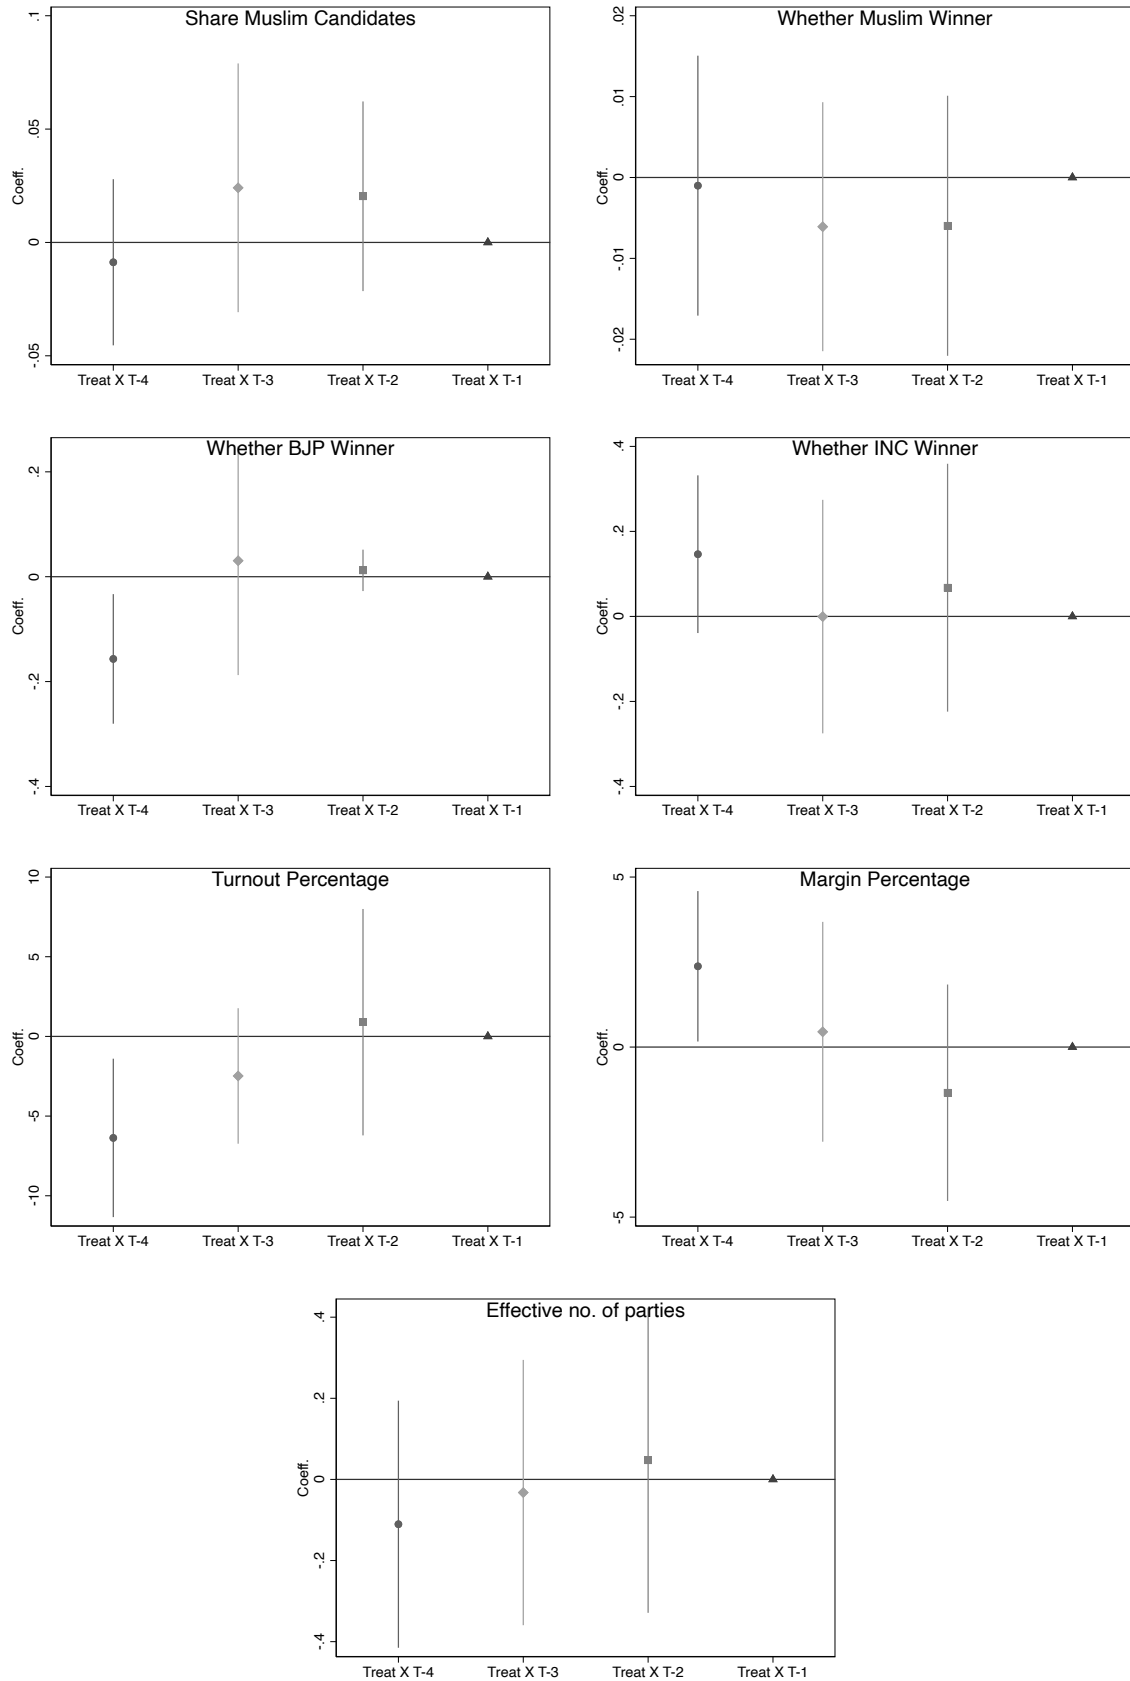 Share Muslim Candidates
Coeff.
.1
.05
0
-.05
Treat X T-4 Treat X T-3 Treat X T-2 Treat X T-1
Whether Muslim Winner
Coeff.
.02
.01
0
-.01
-.02
Treat X T-4 Treat X T-3 Treat X T-2 Treat X T-1
Whether BJP Winner
Coeff.
.2
0
-.2
-.4
Treat X T-4 Treat X T-3 Treat X T-2 Treat X T-1
Whether INC Winner
Coeff.
.4
.2
0
-.2
-.4
Treat X T-4 Treat X T-3 Treat X T-2 Treat X T-1
Turnout Percentage
Coeff.
10
5
0
-5
-10
Treat X T-4 Treat X T-3 Treat X T-2 Treat X T-1
Margin Percentage
Coeff.
5
0
-5
Treat X T-4 Treat X T-3 Treat X T-2 Treat X T-1
Effective no. of parties
Coeff.
.4
.2
0
-.2
-.4
Treat X T-4 Treat X T-3 Treat X T-2 Treat X T-1